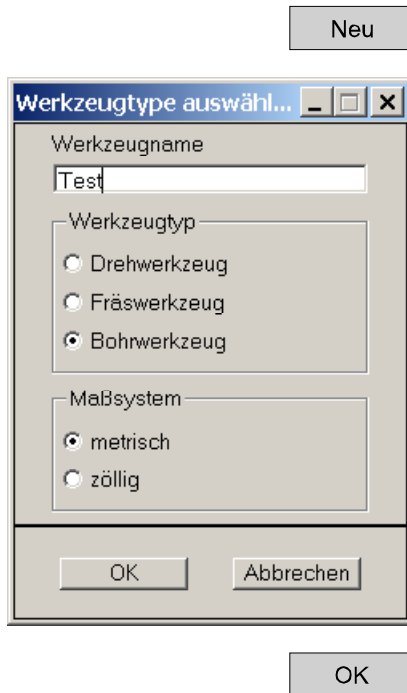 Neu
Werkzeugtype auswähl...
Werkzeugname
Test
Werkzeugtyp
Drehwerkzeug
Fräswerkzeug
Bohrwerkzeug
Maßsystem
metrisch
zöllig
OK Abbrechen
OK